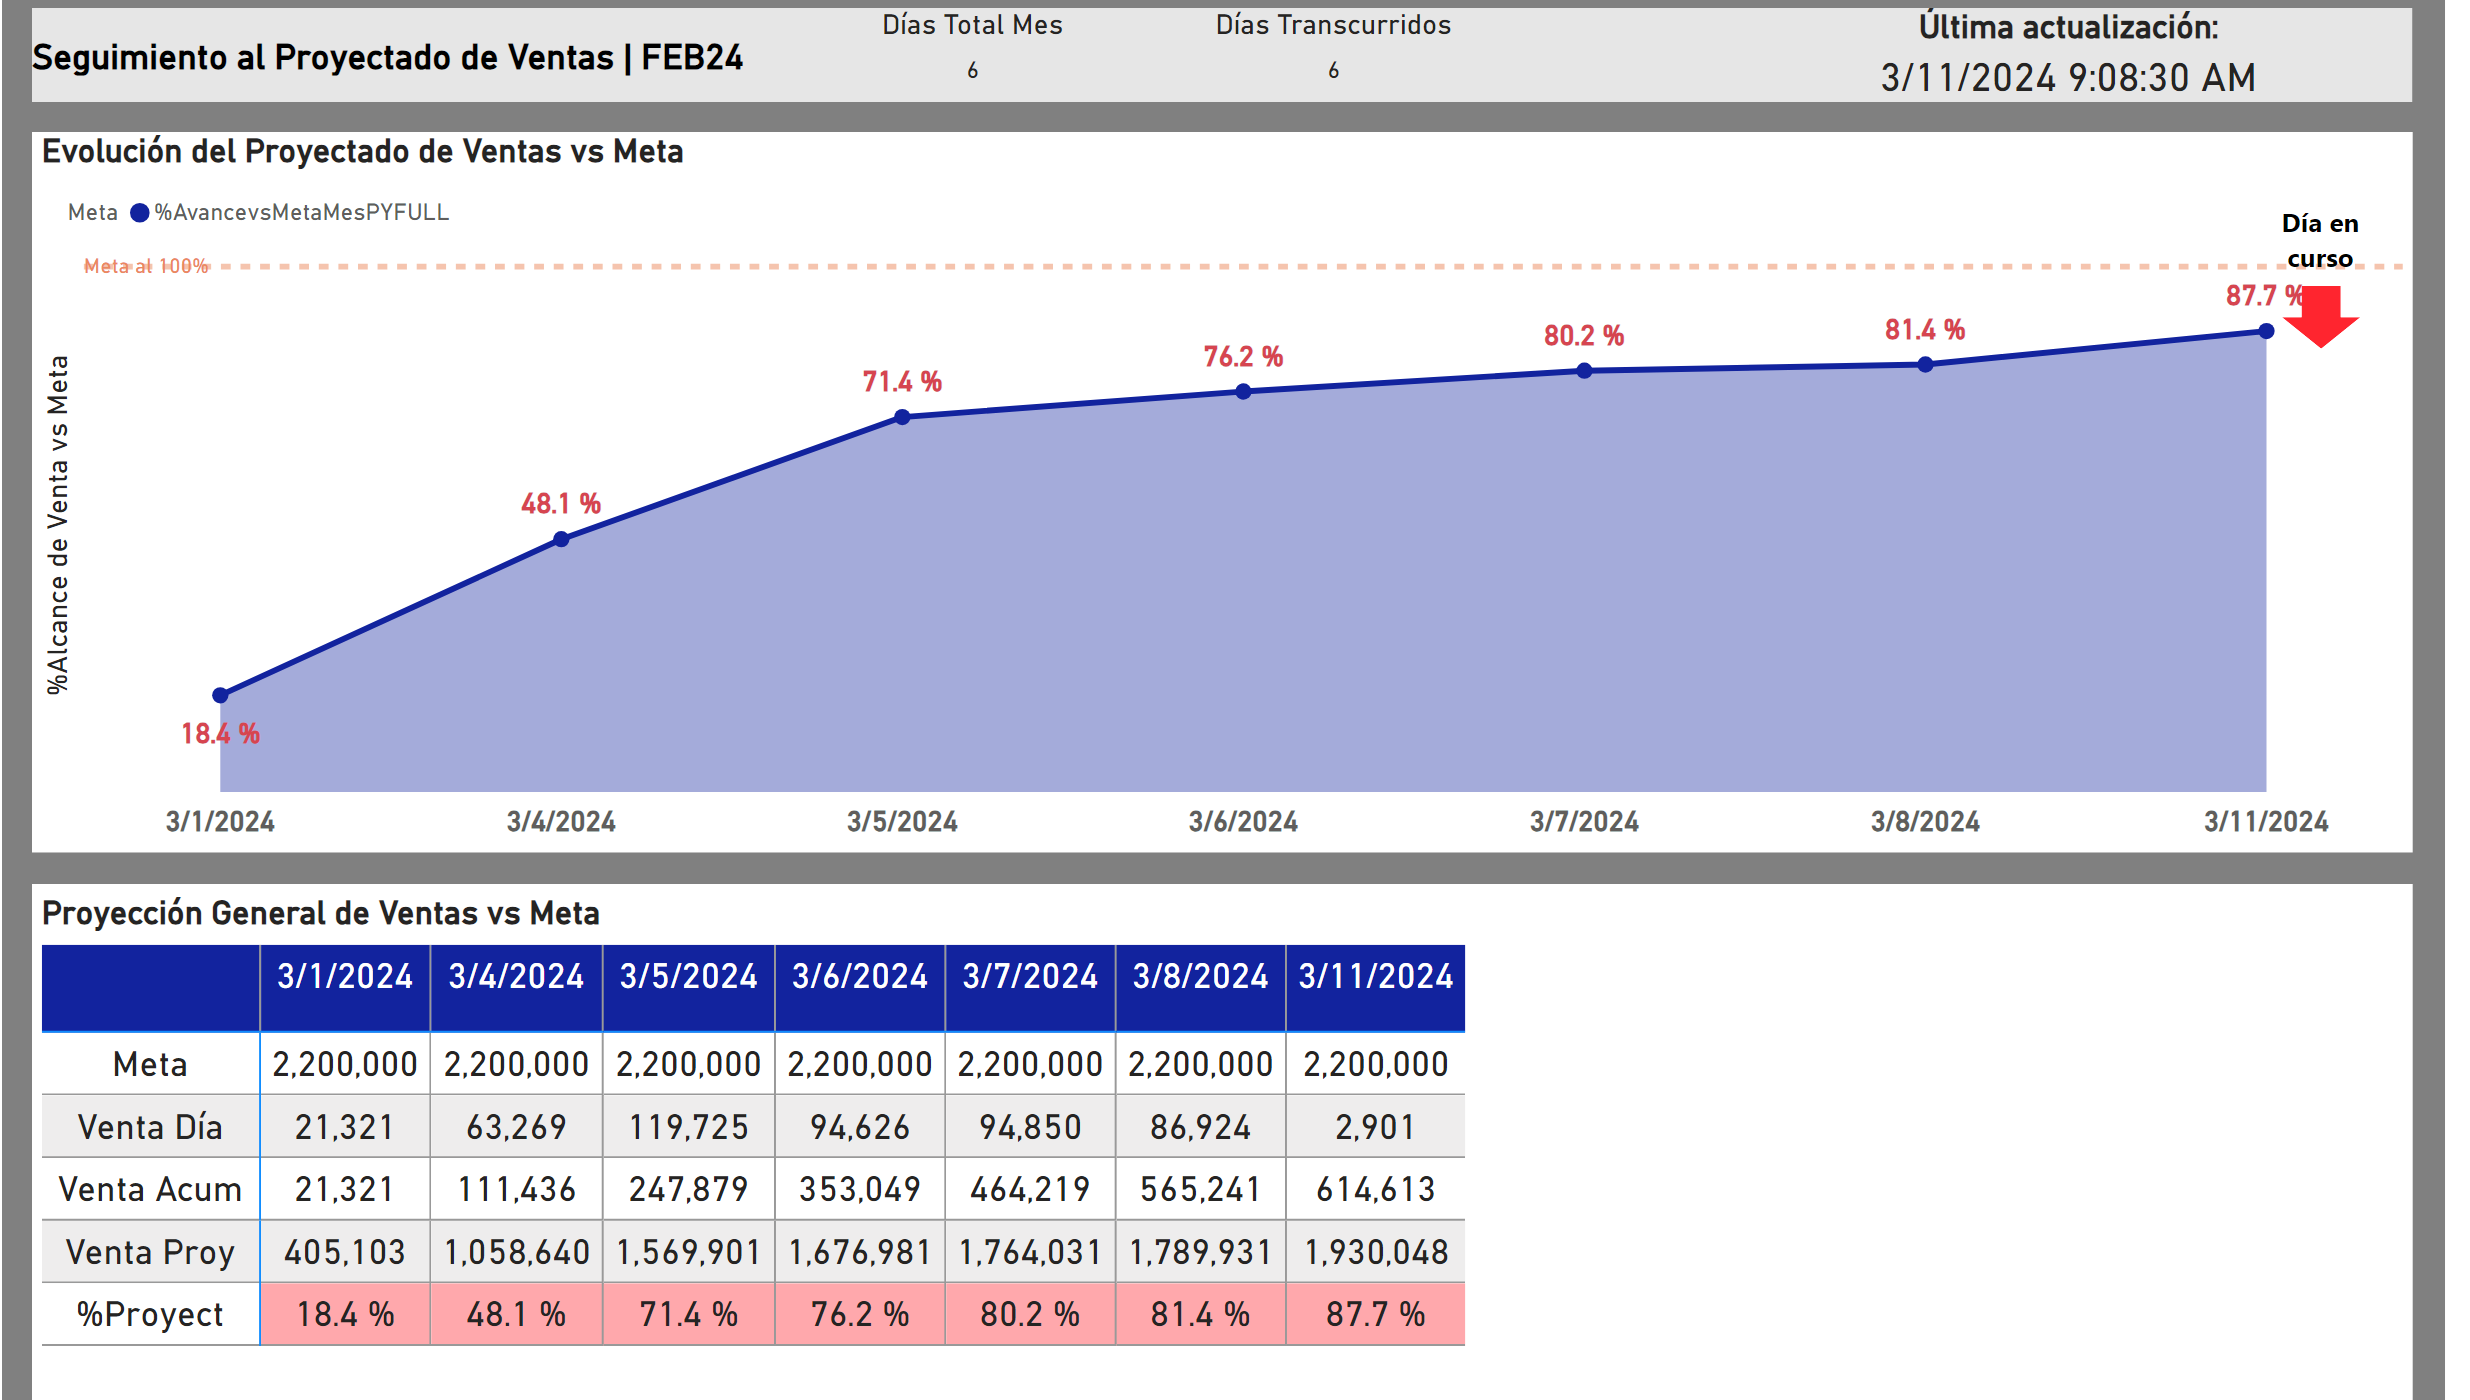 Seguimiento al Proyectado de Ventas | FEB24
Días Total Mes
6
Días Transcurridos
6
Última actualización:
3/11/2024 9:08:30 AM
Evolución del Proyectado de Ventas vs Meta
Meta %AvancevsMetaMesPYFULL
Día en
curso
Meta al 100%
%Alcance de Venta vs Meta
18.4 %
48.1 %
71.4 %
76.2 %
80.2 %
81.4 %
87.7 %
3/1/2024 3/4/2024 3/5/2024 3/6/2024 3/7/2024 3/8/2024 3/11/2024
Proyección General de Ventas vs Meta
3/1/2024 3/4/2024 3/5/2024 3/6/2024 3/7/2024 3/8/2024 3/11/2024
Meta 2,200,000 2,200,000 2,200,000 2,200,000 2,200,000 2,200,000 2,200,000
Venta Día 21,321 63,269 119,725 94,626 94,850 86,924 2,901
Venta Acum 21,321 111,436 247,879 353,049 464,219 565,241 614,613
Venta Proy 405,103 1,058,640 1,569,901 1,676,981 1,764,031 1,789,931 1,930,048
%Proyect 18.4 % 48.1 % 71.4 % 76.2 % 80.2 % 81.4 % 87.7 %